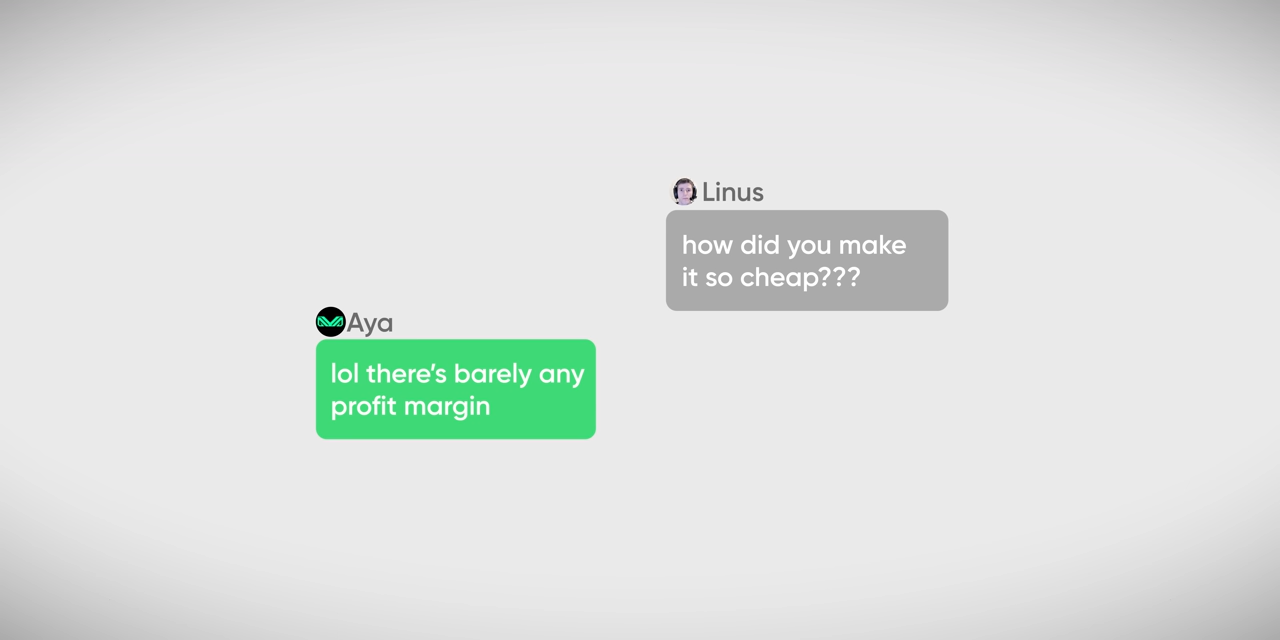 Linus
how did you make
it so cheap???
Aya
lol there's barely any
profit margin